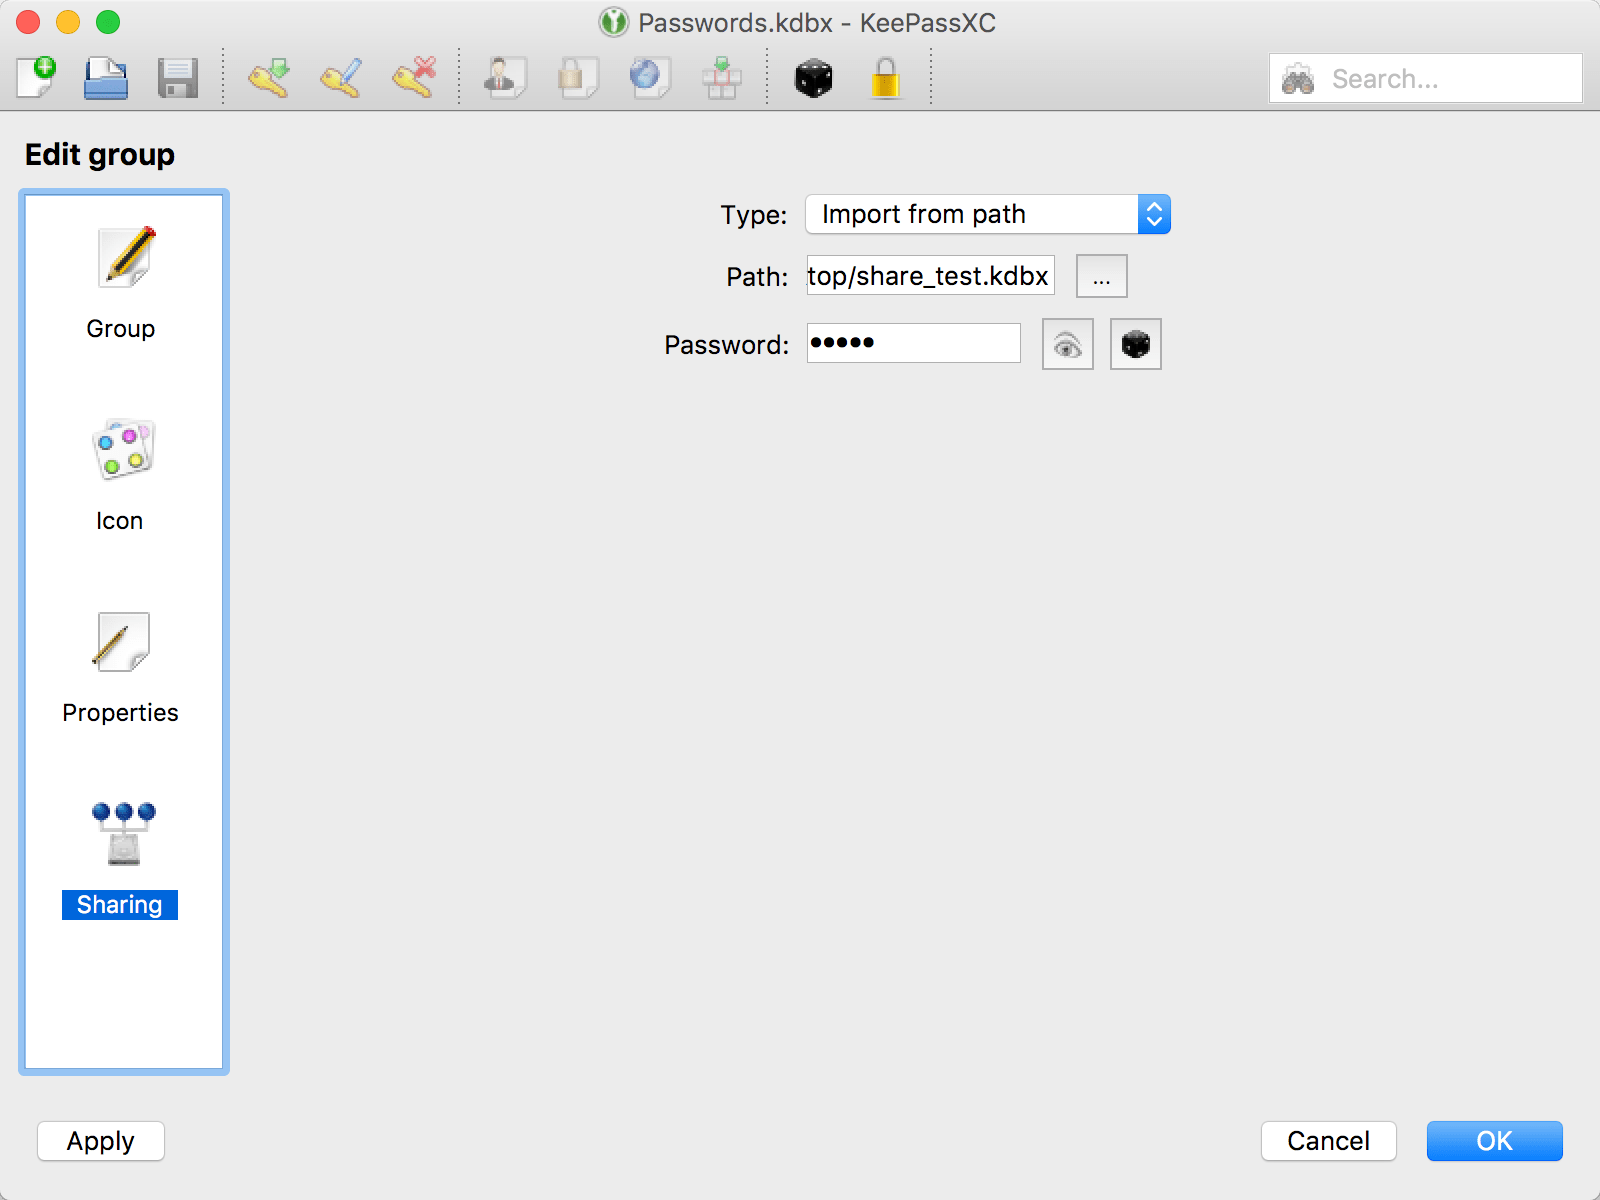 Passwords.kdbx - KeePassXC
Search...
Edit group
Group
Icon
Properties
Sharing
Type: Import from path
Path: top/share_test.kdbx ...
Password: •••••
Apply
Cancel
OK